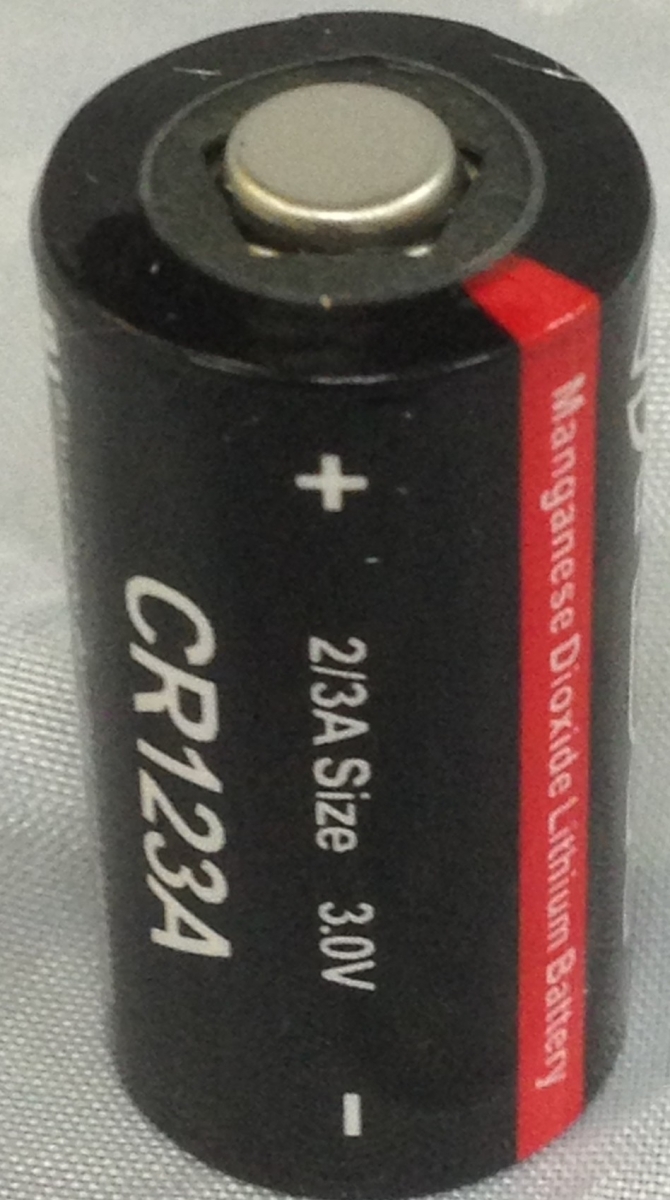 Manganese Dioxide Lithium Battery
+ 2/3A Size 3.0V -
CR123A